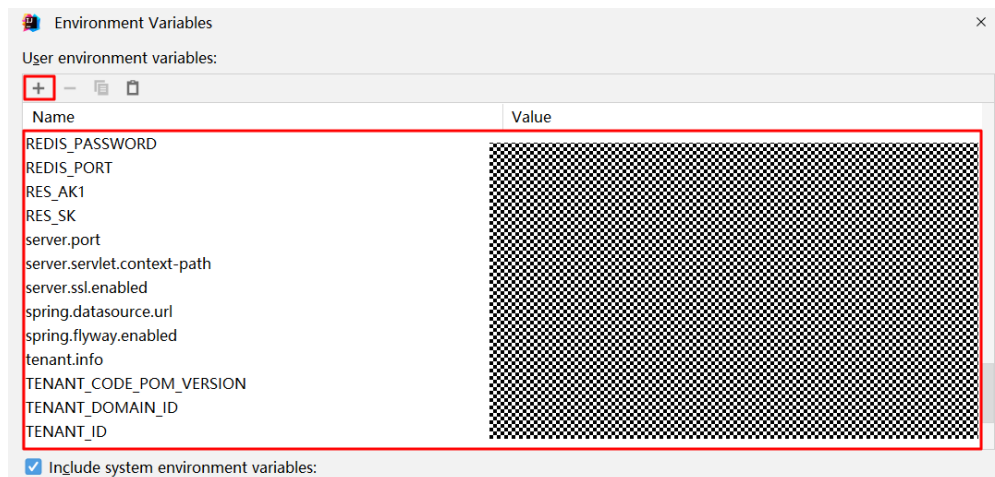 Environment Variables
User environment variables:
Name Value
REDIS_PASSWORD
REDIS_PORT
RES_AK1
RES_SK
server.port
server.servlet.context-path
server.ssl.enabled
spring.datasource.url
spring.flyway.enabled
tenant.info
TENANT_CODE_POM_VERSION
TENANT_DOMAIN_ID
TENANT_ID
Include system environment variables: